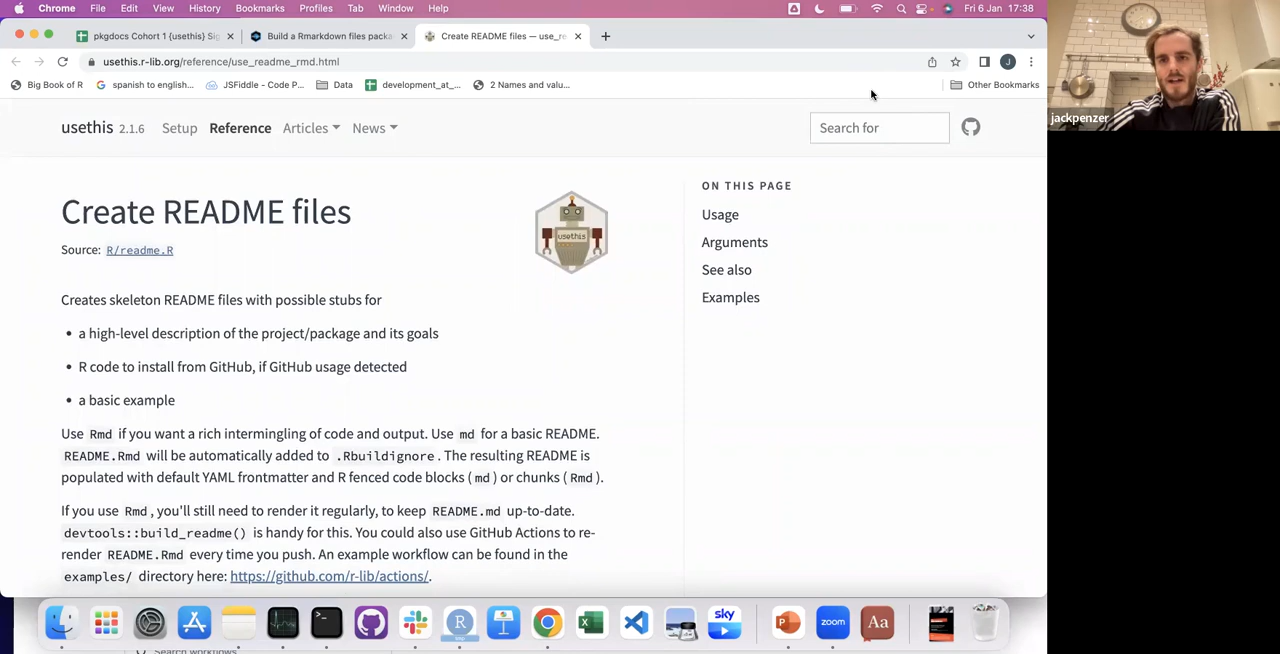 Chrome File Edit View History Bookmarks Profiles Tab Window Help Fri 6 Jan 17:38
pkgdocs Cohort 1 {usethis} Sig
Build a Rmarkdown files packa
Create README files — use_re
usethis.r-lib.org/reference/use_readme_rmd.html
J
Big Book of R
spanish to english...
JSFiddle - Code P...
Data
development_at_...
2 Names and valu...
Other Bookmarks
jackpenzer
usethis 2.1.6 Setup Reference Articles News
Search for
Create README files
Source: R/readme.R
usethis
Creates skeleton README files with possible stubs for
• a high-level description of the project/package and its goals
• R code to install from GitHub, if GitHub usage detected
• a basic example
Use Rmd if you want a rich intermingling of code and output. Use md for a basic README.
README.Rmd will be automatically added to .Rbuildignore. The resulting README is
populated with default YAML frontmatter and R fenced code blocks (md) or chunks (Rmd).
If you use Rmd, you'll still need to render it regularly, to keep README.md up-to-date.
devtools::build_readme() is handy for this. You could also use GitHub Actions to re-
render README.Rmd every time you push. An example workflow can be found in the
examples/ directory here: https://github.com/r-lib/actions/.
ON THIS PAGE
Usage
Arguments
See also
Examples
sky
zoom
Aa
Search workflows